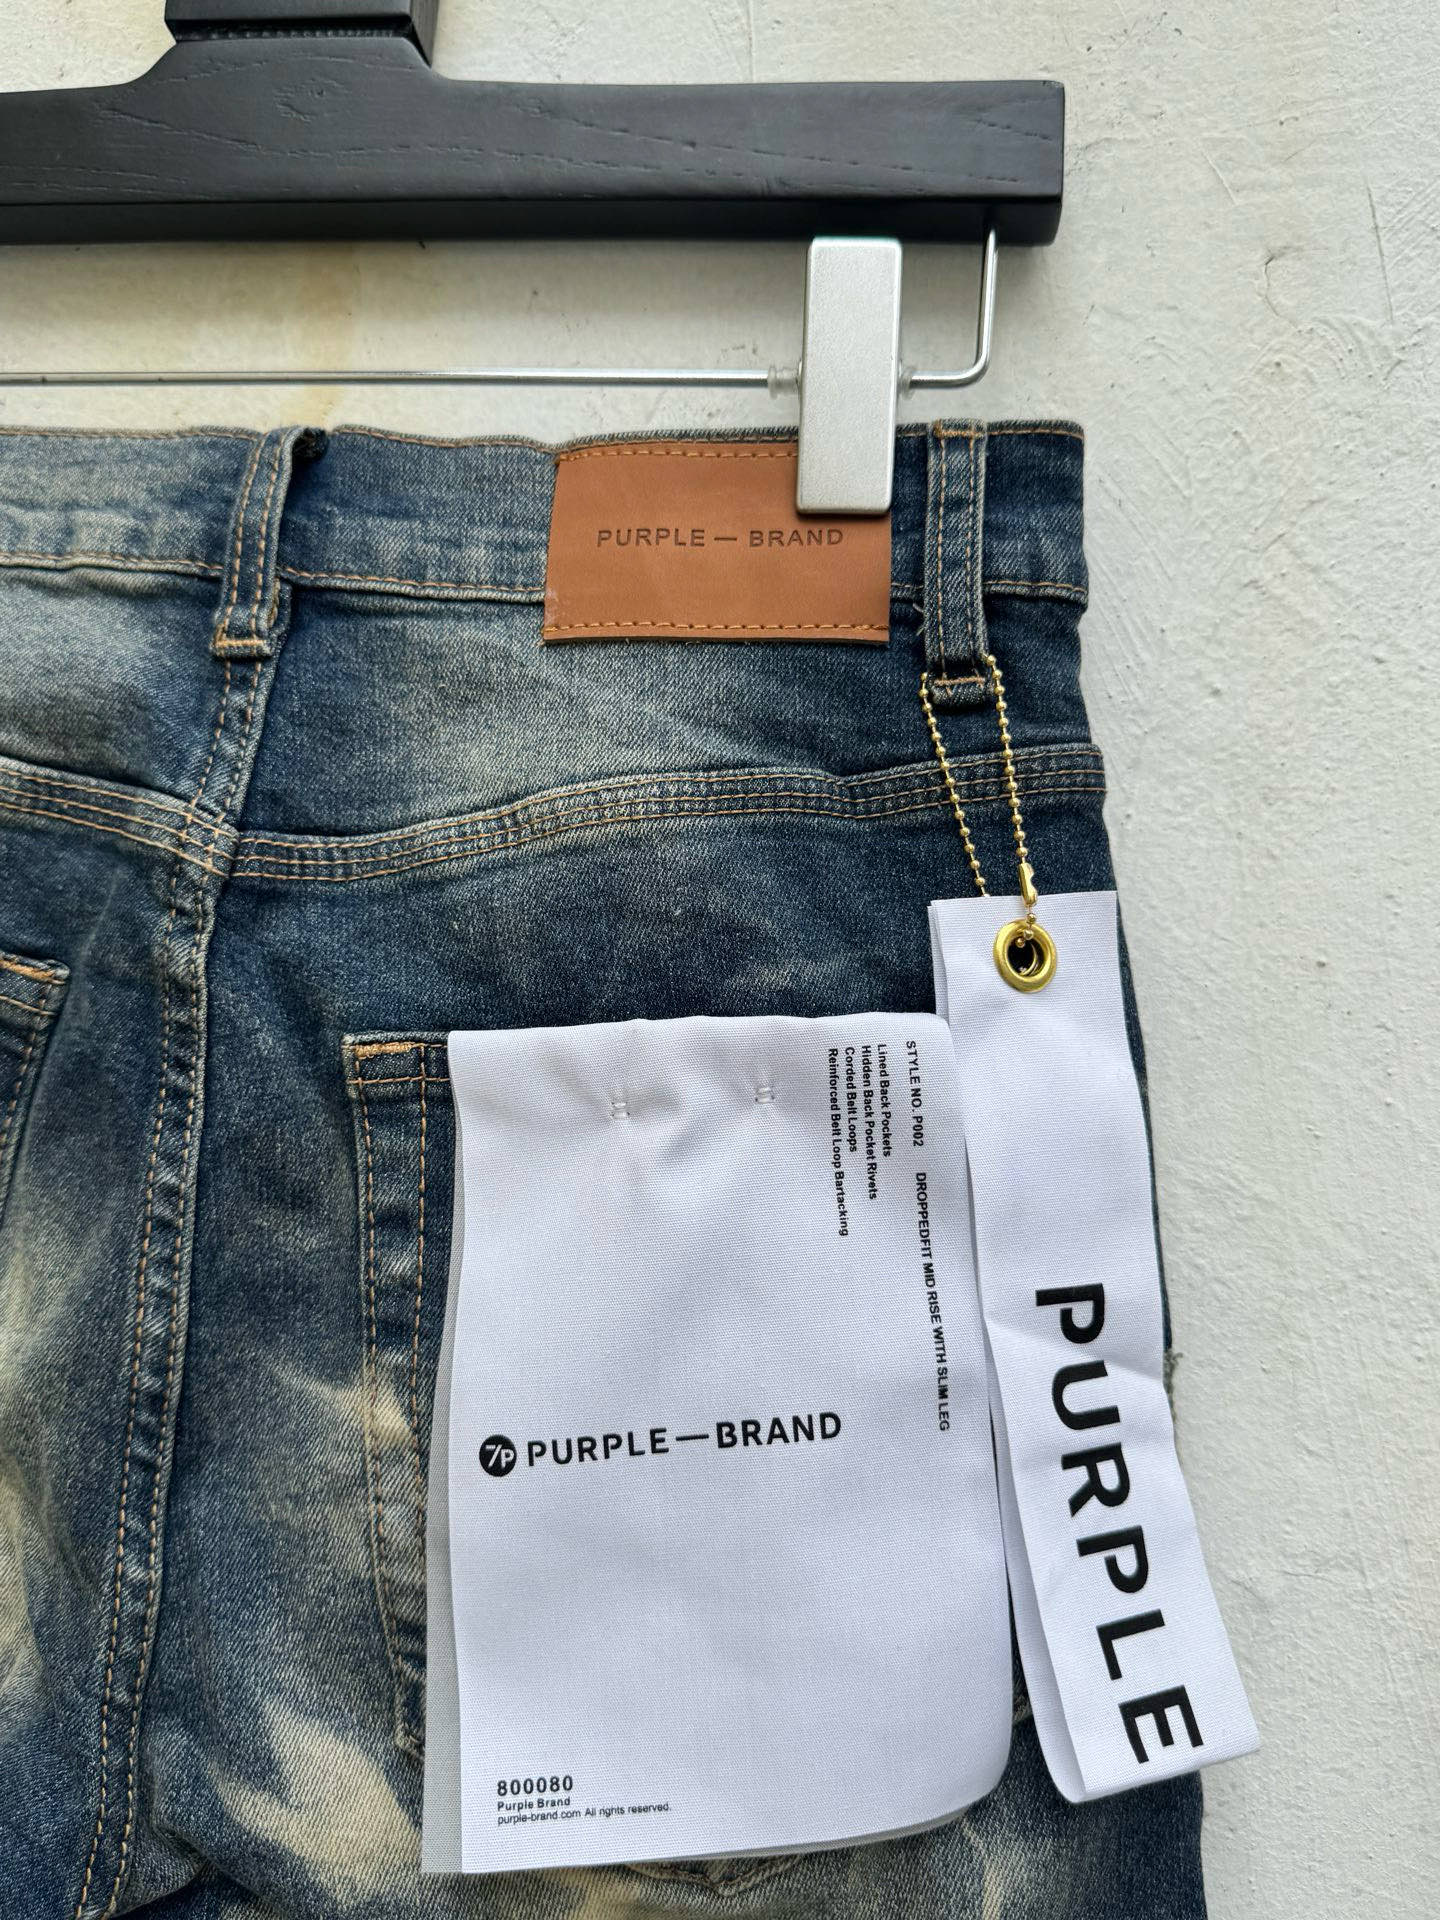 PURPLE — BRAND
STYLE NO. P002 DROPPEDFIT MID RISE WITH SLIM LEG
Lined Back Pockets
Hidden Back Pocket Rivets
Corded Belt Loops
Reinforced Belt Loop Bartacking
7P PURPLE—BRAND
800080
Purple Brand
purple-brand.com All rights reserved.
PURPLE